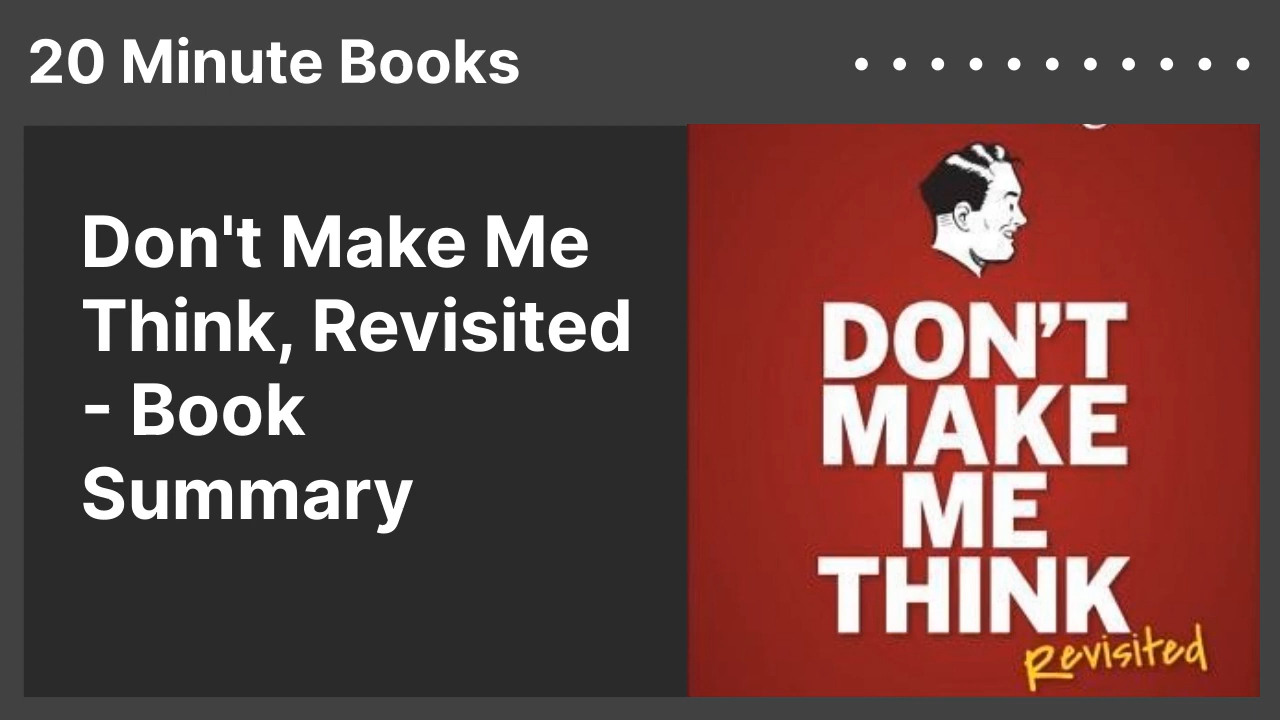 20 Minute Books
Don't Make Me
Think, Revisited
- Book
Summary
DON'T
MAKE
ME
THINK
Revisited